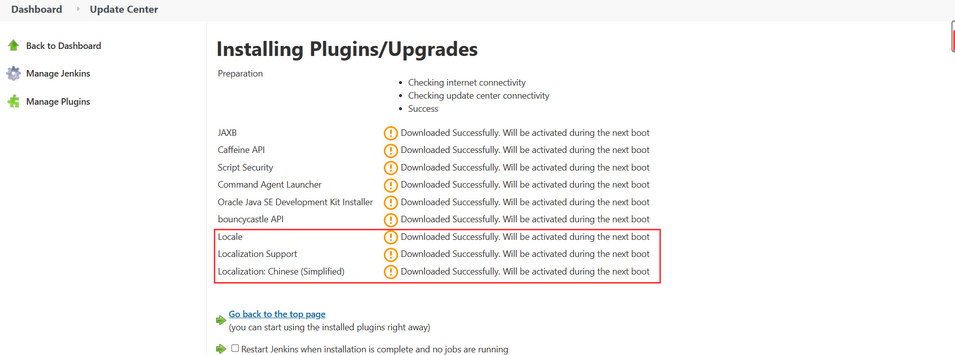 Dashboard Update Center
Back to Dashboard
Manage Jenkins
Manage Plugins
Installing Plugins/Upgrades
Preparation
Checking internet connectivity
Checking update center connectivity
Success
JAXB Downloaded Successfully. Will be activated during the next boot
Caffeine API Downloaded Successfully. Will be activated during the next boot
Script Security Downloaded Successfully. Will be activated during the next boot
Command Agent Launcher Downloaded Successfully. Will be activated during the next boot
Oracle Java SE Development Kit Installer Downloaded Successfully. Will be activated during the next boot
bouncycastle API Downloaded Successfully. Will be activated during the next boot
Locale Downloaded Successfully. Will be activated during the next boot
Localization Support Downloaded Successfully. Will be activated during the next boot
Localization: Chinese (Simplified) Downloaded Successfully. Will be activated during the next boot
Go back to the top page
(you can start using the installed plugins right away)
Restart Jenkins when installation is complete and no jobs are running